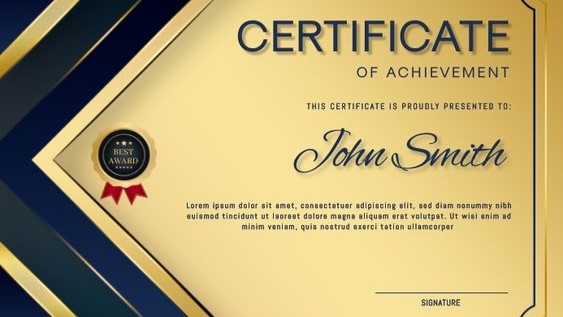 CERTIFICATE
OF ACHIEVEMENT
THIS CERTIFICATE IS PROUDLY PRESENTED TO:
John Smith
BEST
AWARD
Lorem ipsum dolor sit amet, consectetuer adipiscing elit, sed diam nonummy nibh
euismod tincidunt ut laoreet dolore magna aliquam erat volutpat. Ut wisi enim ad
minim veniam, quis nostrud exerci tation ullamcorper
SIGNATURE